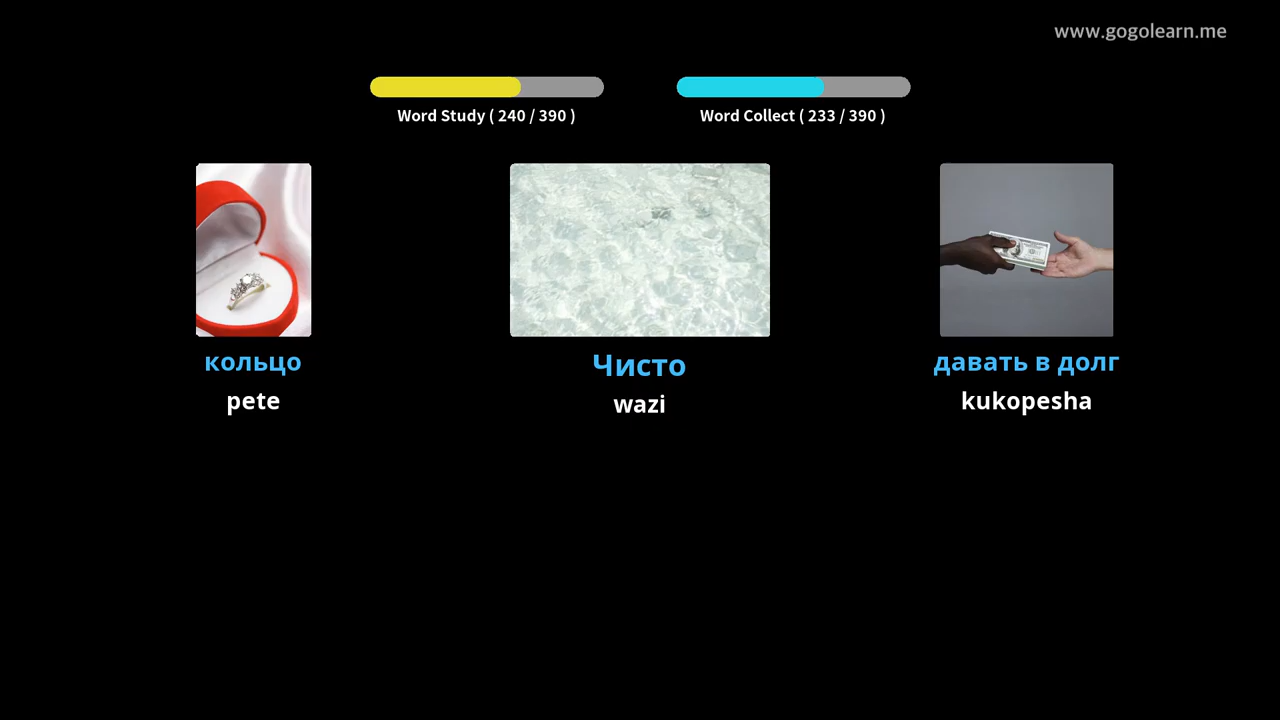 www.gogolearn.me
Word Study ( 240 / 390 )
Word Collect ( 233 / 390 )
кольцо
Чисто
давать в долг
pete
wazi
kukopesha